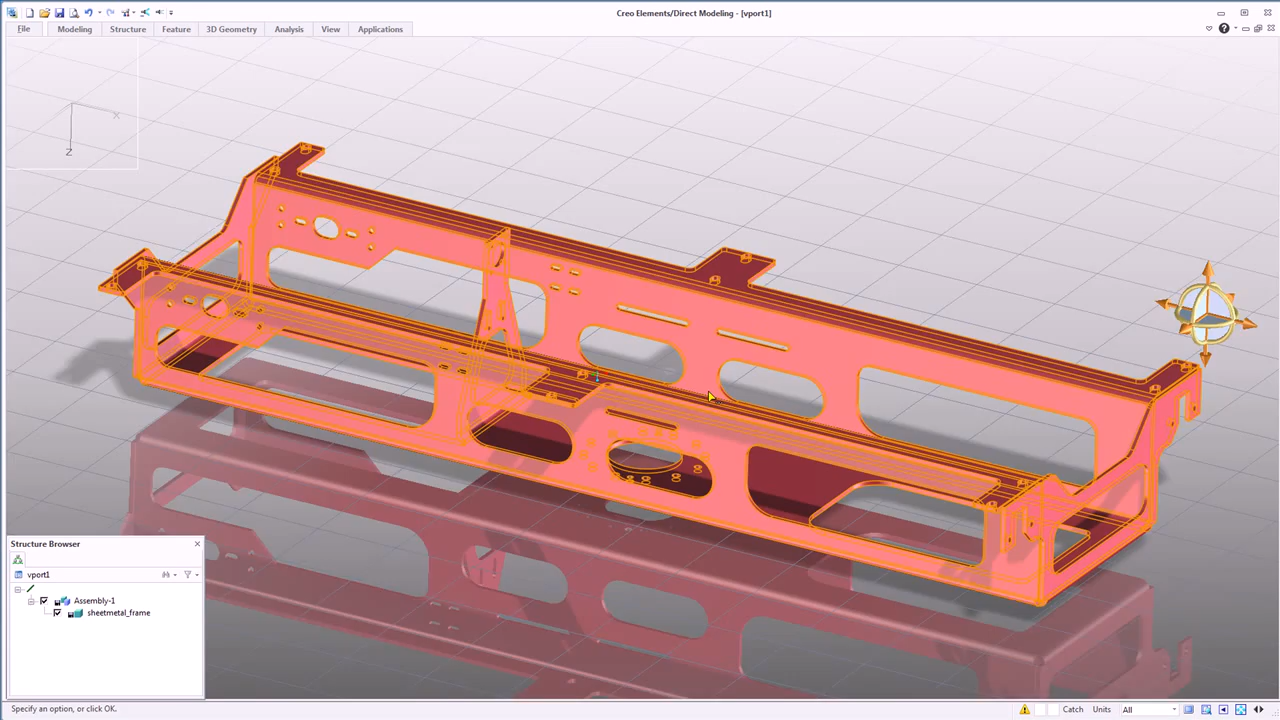 Creo Elements/Direct Modeling - [vport1]
File Modeling Structure Feature 3D Geometry Analysis View Applications
X
Z
Structure Browser
vport1
Assembly-1
sheetmetal_frame
Specify an option, or click OK.
Catch Units All